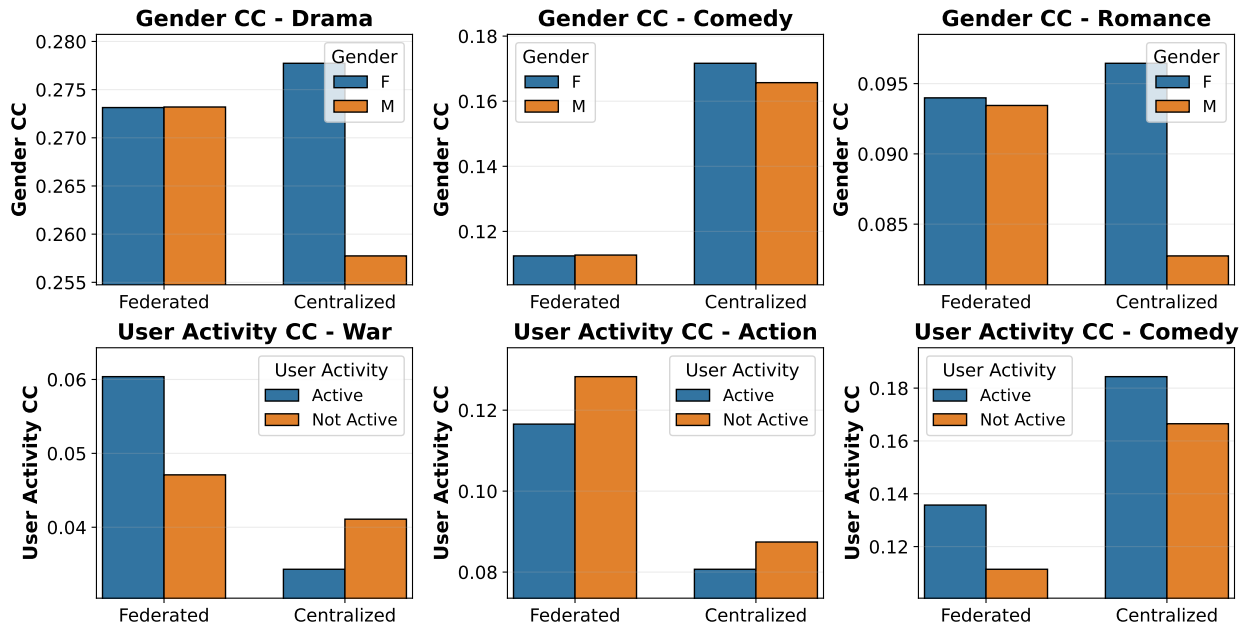 Gender CC - Drama
Gender CC
0.280
0.275
0.270
0.265
0.260
0.255
Gender
F
M
Federated
Centralized
Gender CC - Comedy
Gender CC
0.18
0.16
0.14
0.12
Gender
F
M
Federated
Centralized
Gender CC - Romance
Gender CC
0.095
0.090
0.085
Gender
F
M
Federated
Centralized
User Activity CC - War
User Activity CC
0.06
0.05
0.04
User Activity
Active
Not Active
Federated
Centralized
User Activity CC - Action
User Activity CC
0.12
0.10
0.08
User Activity
Active
Not Active
Federated
Centralized
User Activity CC - Comedy
User Activity CC
0.18
0.16
0.14
0.12
User Activity
Active
Not Active
Federated
Centralized